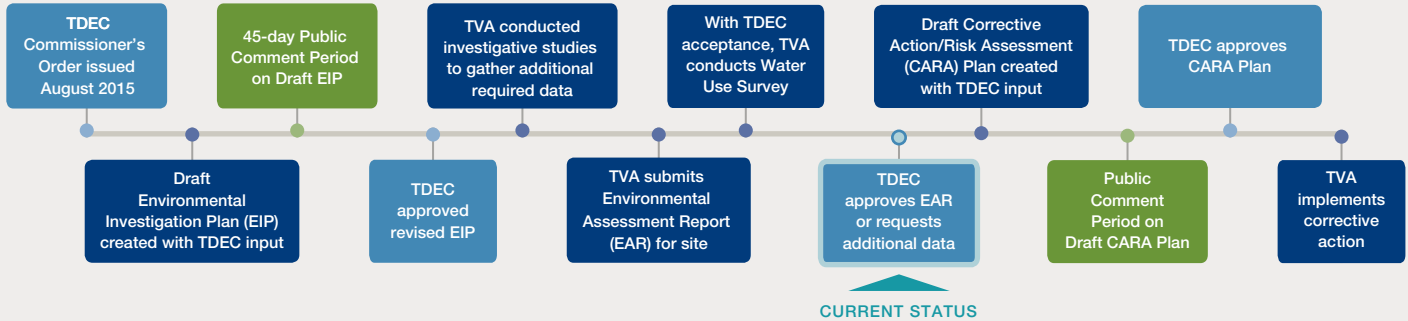 TDEC
Commissioner's
Order issued
August 2015
Draft
Environmental
Investigation Plan (EIP)
created with TDEC input
45-day Public
Comment Period
on Draft EIP
TDEC
approved
revised EIP
TVA conducted
investigative studies
to gather additional
required data
TVA submits
Environmental
Assessment Report
(EAR) for site
With TDEC
acceptance, TVA
conducts Water
Use Survey
TDEC
approves EAR
or requests
additional data
CURRENT STATUS
Draft Corrective
Action/Risk Assessment
(CARA) Plan created
with TDEC input
Public
Comment
Period on
Draft CARA Plan
TDEC approves
CARA Plan
TVA
implements
corrective
action